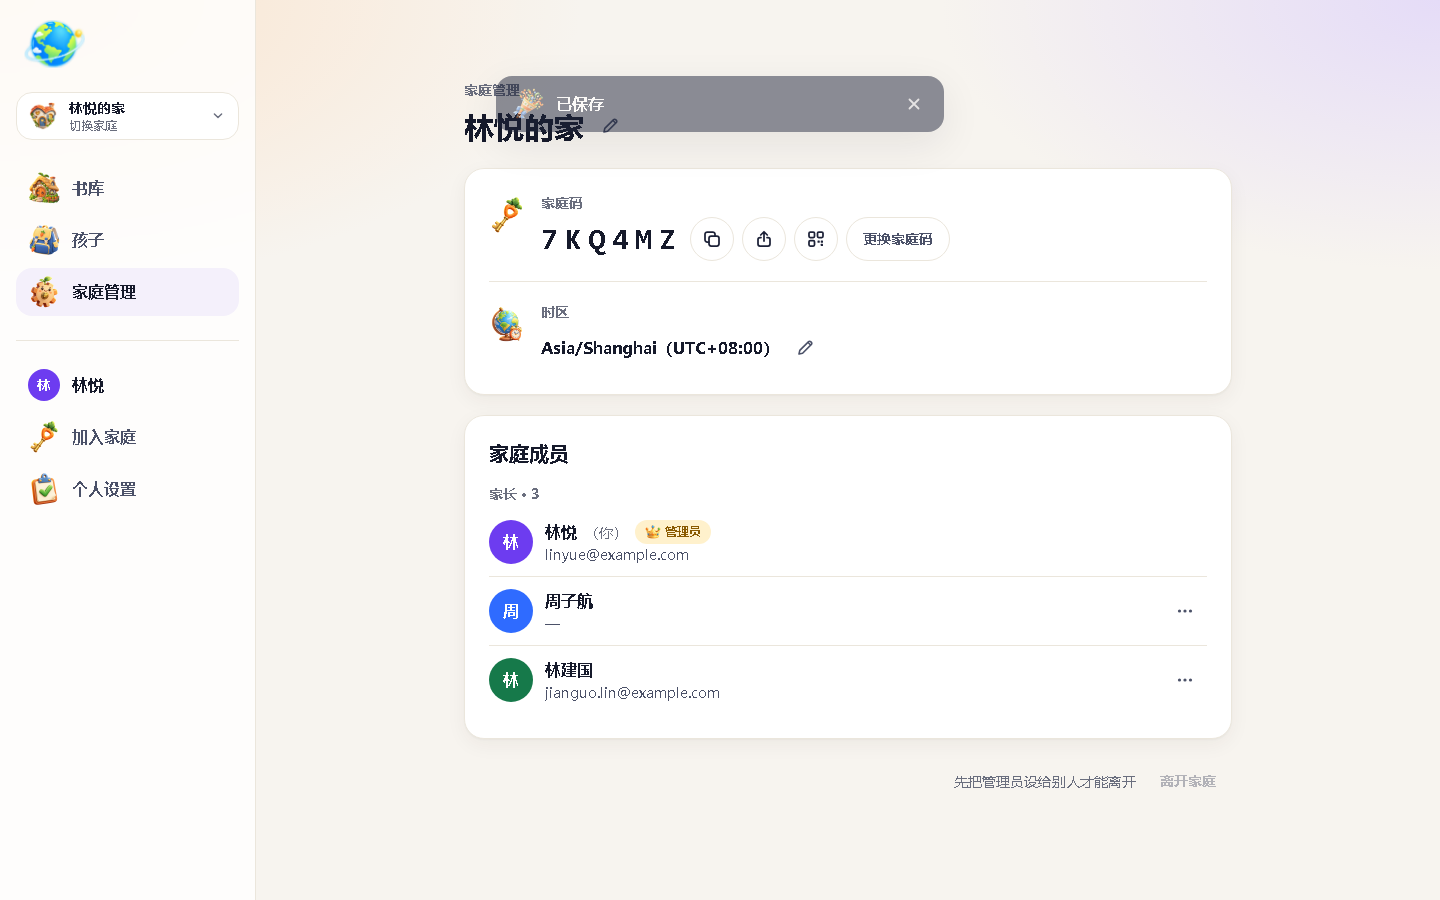 林悦的家
切换家庭
书库
孩子
家庭管理
林
林悦
加入家庭
个人设置
家庭管理
已保存
林悦的家
家庭码
7KQ4MZ
更换家庭码
时区
Asia/Shanghai (UTC+08:00)
家庭成员
家长 • 3
林
林悦 （你） 管理员
linyue@example.com
周
周子航
—
林
林建国
jianguo.lin@example.com
先把管理员设给别人才能离开 离开家庭